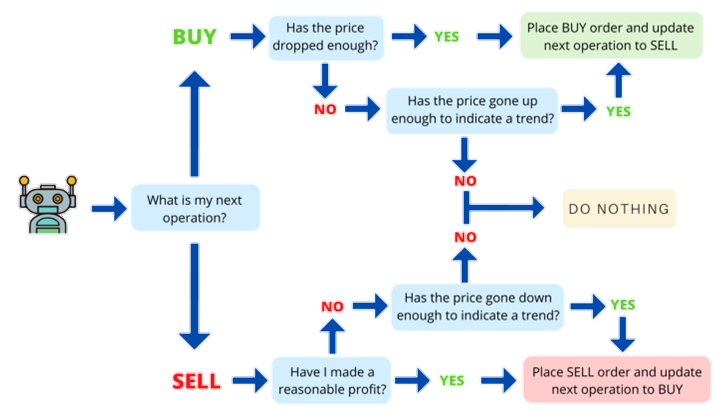 BUY
Has the price
dropped enough?
YES
Place BUY order and update
next operation to SELL
NO
Has the price gone up
enough to indicate a trend?
YES
NO
What is my next
operation?
DO NOTHING
NO
NO
Has the price gone down
enough to indicate a trend?
YES
SELL
Have I made a
reasonable profit?
YES
Place SELL order and update
next operation to BUY